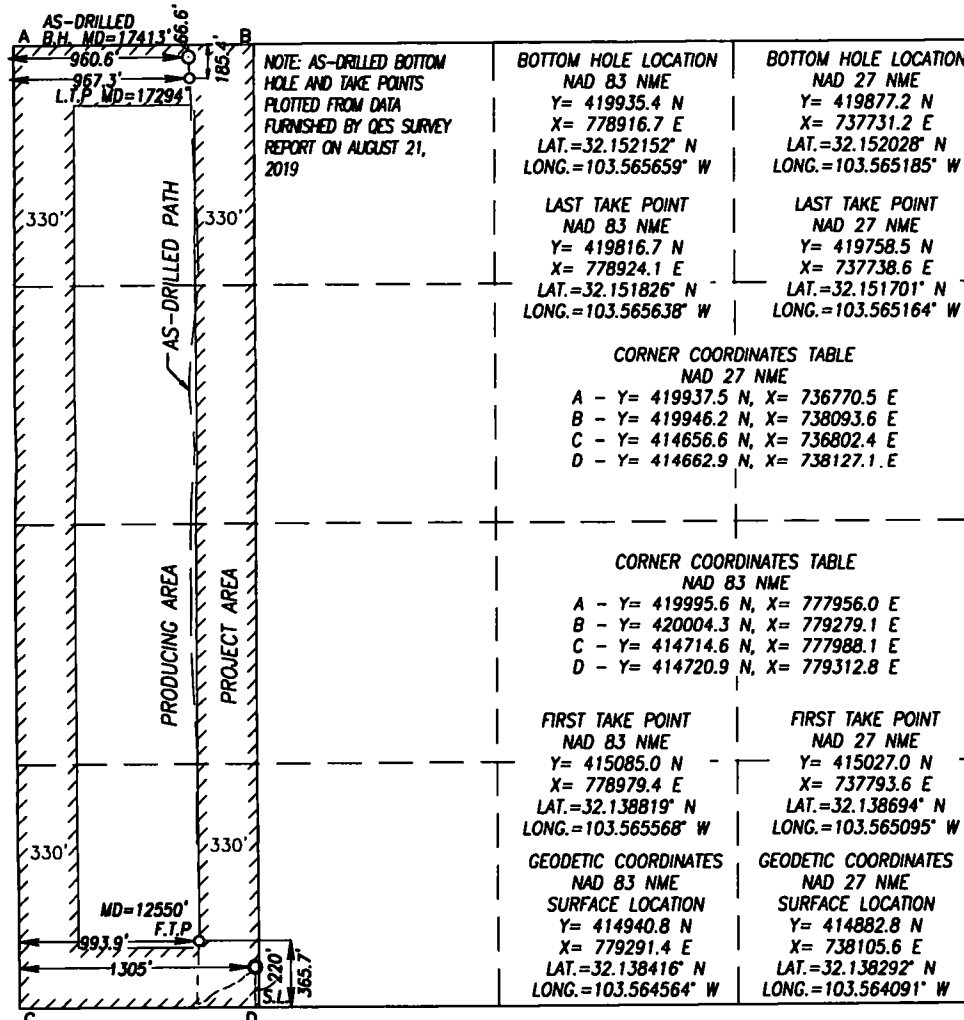 AS-DRILLED
A B.H. MD=17413' 66.6' B
960.6' 185.4'
967.3'
L.T.P MD=17294'
NOTE: AS-DRILLED BOTTOM
HOLE AND TAKE POINTS
PLOTTED FROM DATA
FURNISHED BY QES SURVEY
REPORT ON AUGUST 21,
2019
330' 330'
AS-DRILLED PATH
PRODUCING AREA
PROJECT AREA
330' 330'
MD=12550'
F.T.P
993.9'
1305'
220'
365.7'
S.L.
C D
BOTTOM HOLE LOCATION
NAD 83 NME
Y= 419935.4 N
X= 778916.7 E
LAT.=32.152152° N
LONG.=103.565659° W
BOTTOM HOLE LOCATION
NAD 27 NME
Y= 419877.2 N
X= 737731.2 E
LAT.=32.152028° N
LONG.=103.565185° W
LAST TAKE POINT
NAD 83 NME
Y= 419816.7 N
X= 778924.1 E
LAT.=32.151826° N
LONG.=103.565638° W
LAST TAKE POINT
NAD 27 NME
Y= 419758.5 N
X= 737738.6 E
LAT.=32.151701° N
LONG.=103.565164° W
CORNER COORDINATES TABLE
NAD 27 NME
A - Y= 419937.5 N, X= 736770.5 E
B - Y= 419946.2 N, X= 738093.6 E
C - Y= 414656.6 N, X= 736802.4 E
D - Y= 414662.9 N, X= 738127.1 E
CORNER COORDINATES TABLE
NAD 83 NME
A - Y= 419995.6 N, X= 777956.0 E
B - Y= 420004.3 N, X= 779279.1 E
C - Y= 414714.6 N, X= 777988.1 E
D - Y= 414720.9 N, X= 779312.8 E
FIRST TAKE POINT
NAD 83 NME
Y= 415085.0 N
X= 778979.4 E
LAT.=32.138819° N
LONG.=103.565568° W
FIRST TAKE POINT
NAD 27 NME
Y= 415027.0 N
X= 737793.6 E
LAT.=32.138694° N
LONG.=103.565095° W
GEODETIC COORDINATES
NAD 83 NME
SURFACE LOCATION
Y= 414940.8 N
X= 779291.4 E
LAT.=32.138416° N
LONG.=103.564564° W
GEODETIC COORDINATES
NAD 27 NME
SURFACE LOCATION
Y= 414882.8 N
X= 738105.6 E
LAT.=32.138292° N
LONG.=103.564091° W